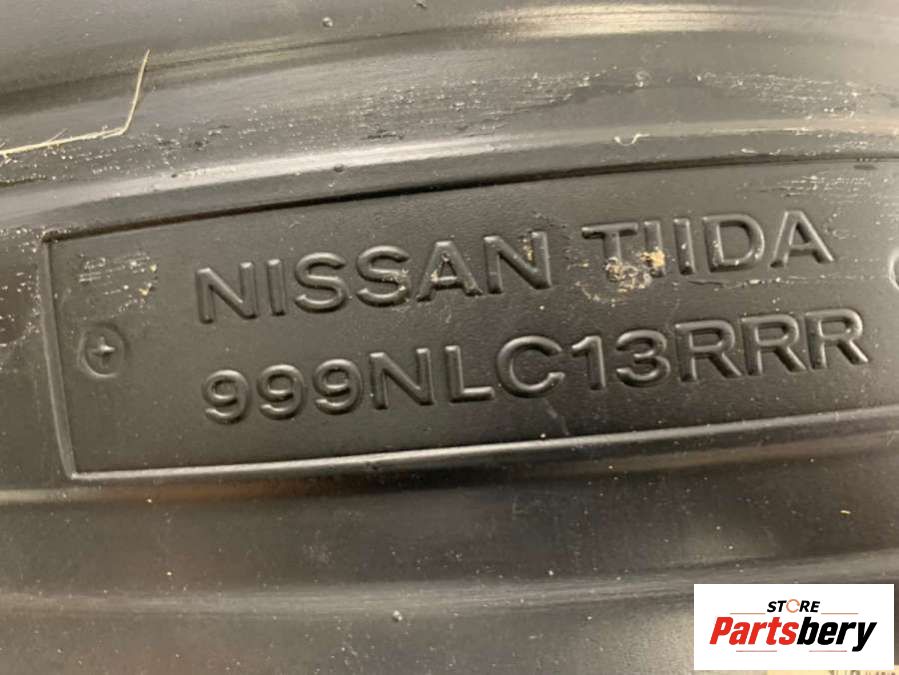 NISSAN TIIDA
999NLC13RRR
STORE
Partsbery